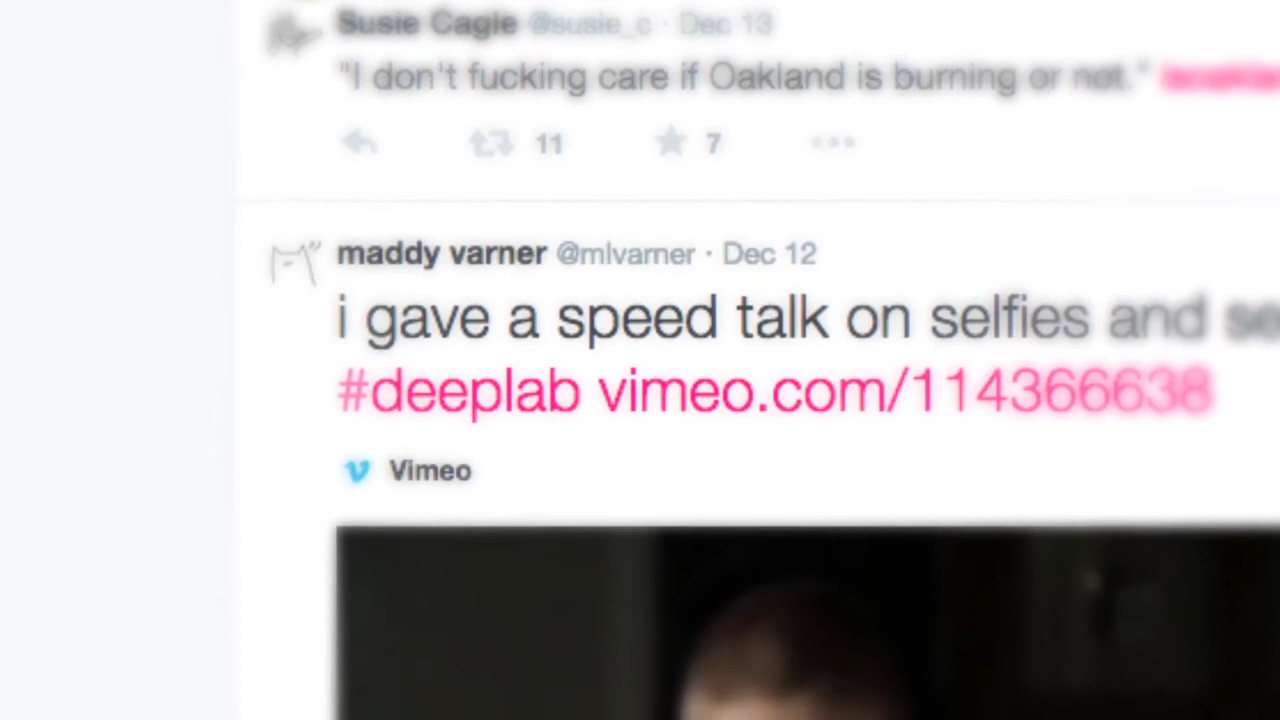 Susie Cagle @susie_c · Dec 13
"I don't fucking care if Oakland is burning or not."
11 7
maddy varner @mlvarner · Dec 12
i gave a speed talk on selfies and
#deeplab vimeo.com/114366638
Vimeo